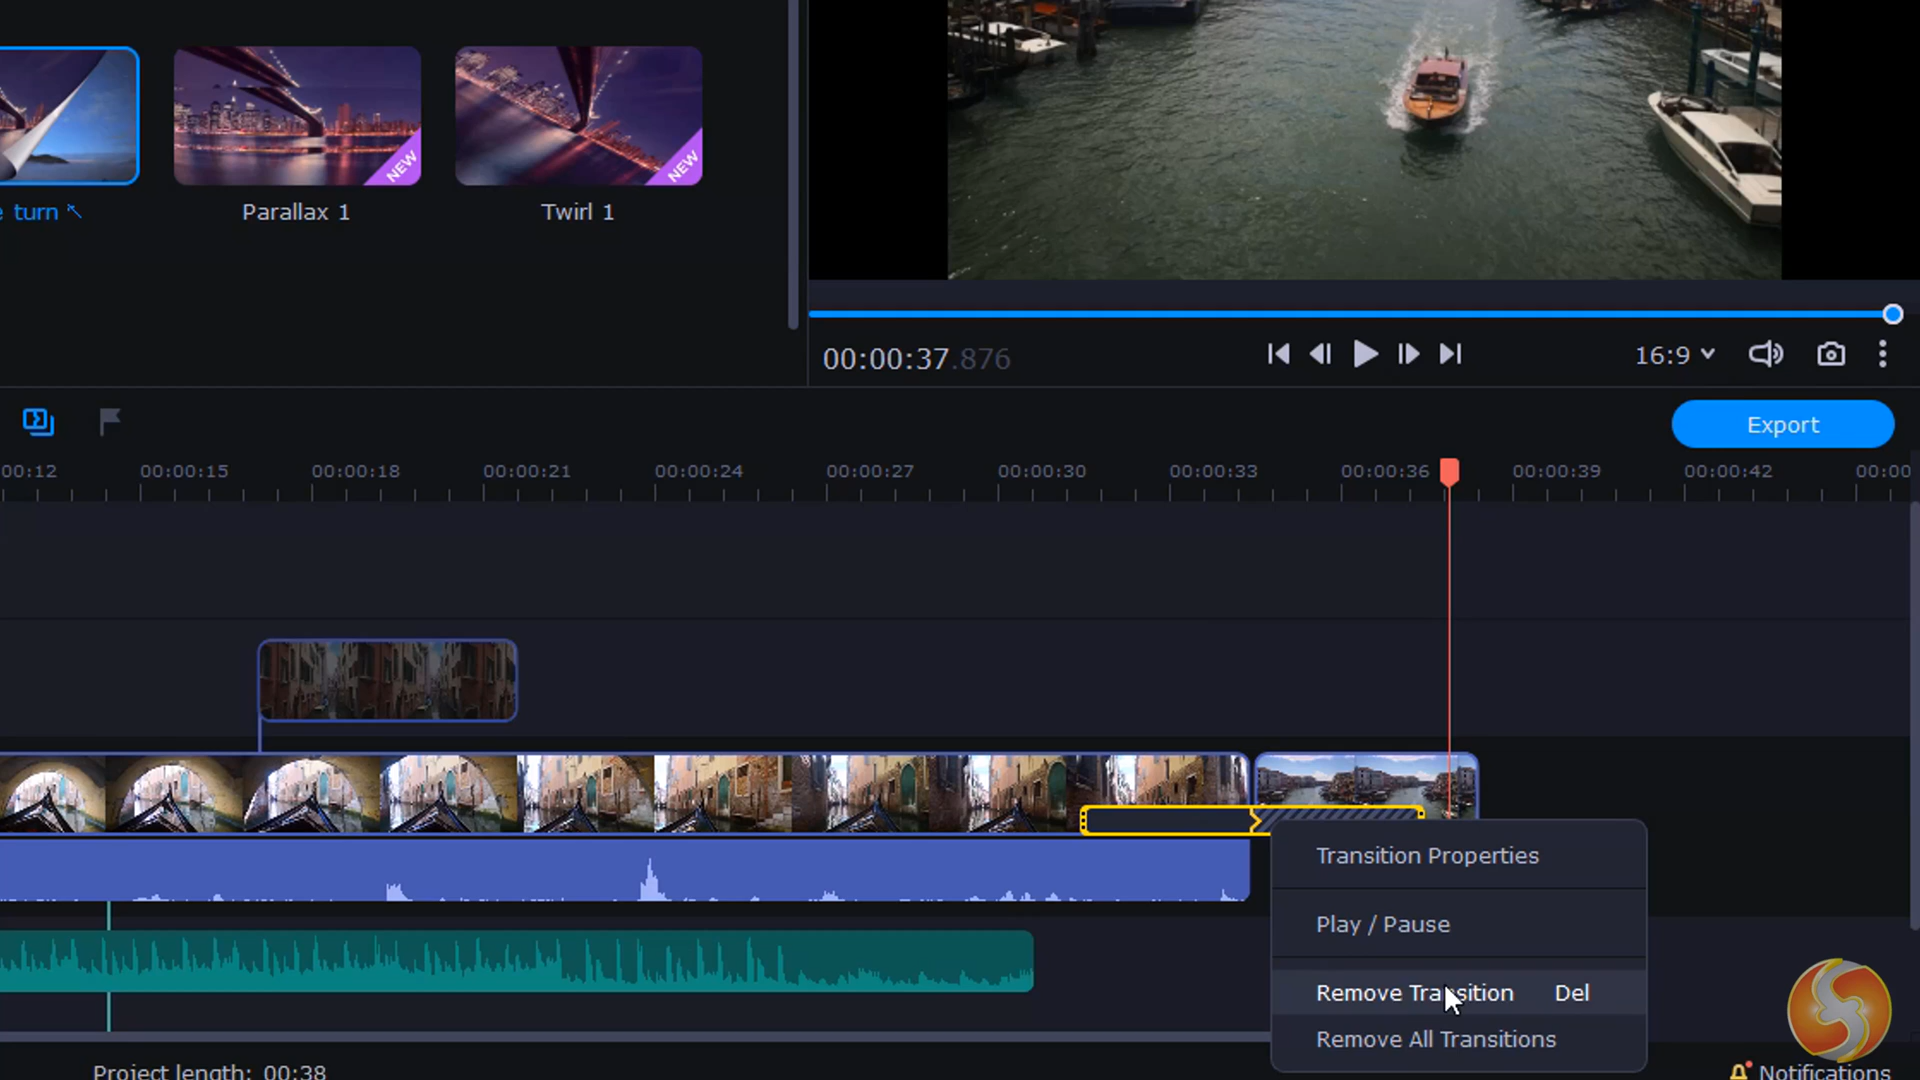 NEW
NEW
e turn
Parallax 1
Twirl 1
00:00:37.876
16:9
Export
00:12
00:00:15
00:00:18
00:00:21
00:00:24
00:00:27
00:00:30
00:00:33
00:00:36
00:00:39
00:00:42
00:00
Transition Properties
Play / Pause
Remove Transition Del
Remove All Transitions
Project length: 00:38
Notifications